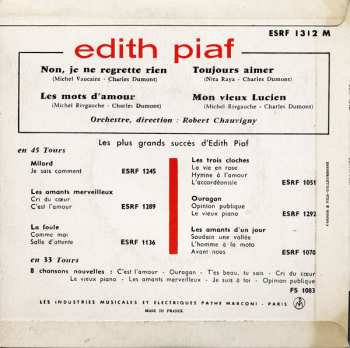 ESRF 1312 M
edith piaf
Non, je ne regrette rien
(Michel Vaucaire - Charles Dumont)
Toujours aimer
(Nita Raya - Charles Dumont)
Les mots d'amour
(Michel Rivgauche - Charles Dumont)
Mon vieux Lucien
(Michel Rivgauche - Charles Dumont)
Orchestre, direction : Robert Chauvigny
Les plus grands succès d'Edith Piaf
en 45 Tours
Milord
Je sais comment ESRF 1245
Les amants merveilleux
Cri du cœur
C'est l'amour ESRF 1289
La foule
Comme moi
Salle d'attente ESRF 1136
Les trois cloches
La vie en rose
Hymne à l'amour
L'accordéoniste ESRF 1051
Ouragan
Opinion publique
Le vieux piano ESRF 1292
Les amants d'un jour
Soudain une vallée
L'homme à la moto
Avant nous ESRF 1070
en 33 Tours
8 chansons nouvelles : C'est l'amour - Ouragan - T'es beau, tu sais - Cri du cœur
Le vieux piano - Les amants merveilleux - Je suis à toi - Opinion publique
FS 1083
LES INDUSTRIES MUSICALES ET ELECTRIQUES PATHE MARCONI - PARIS
MADE IN FRANCE